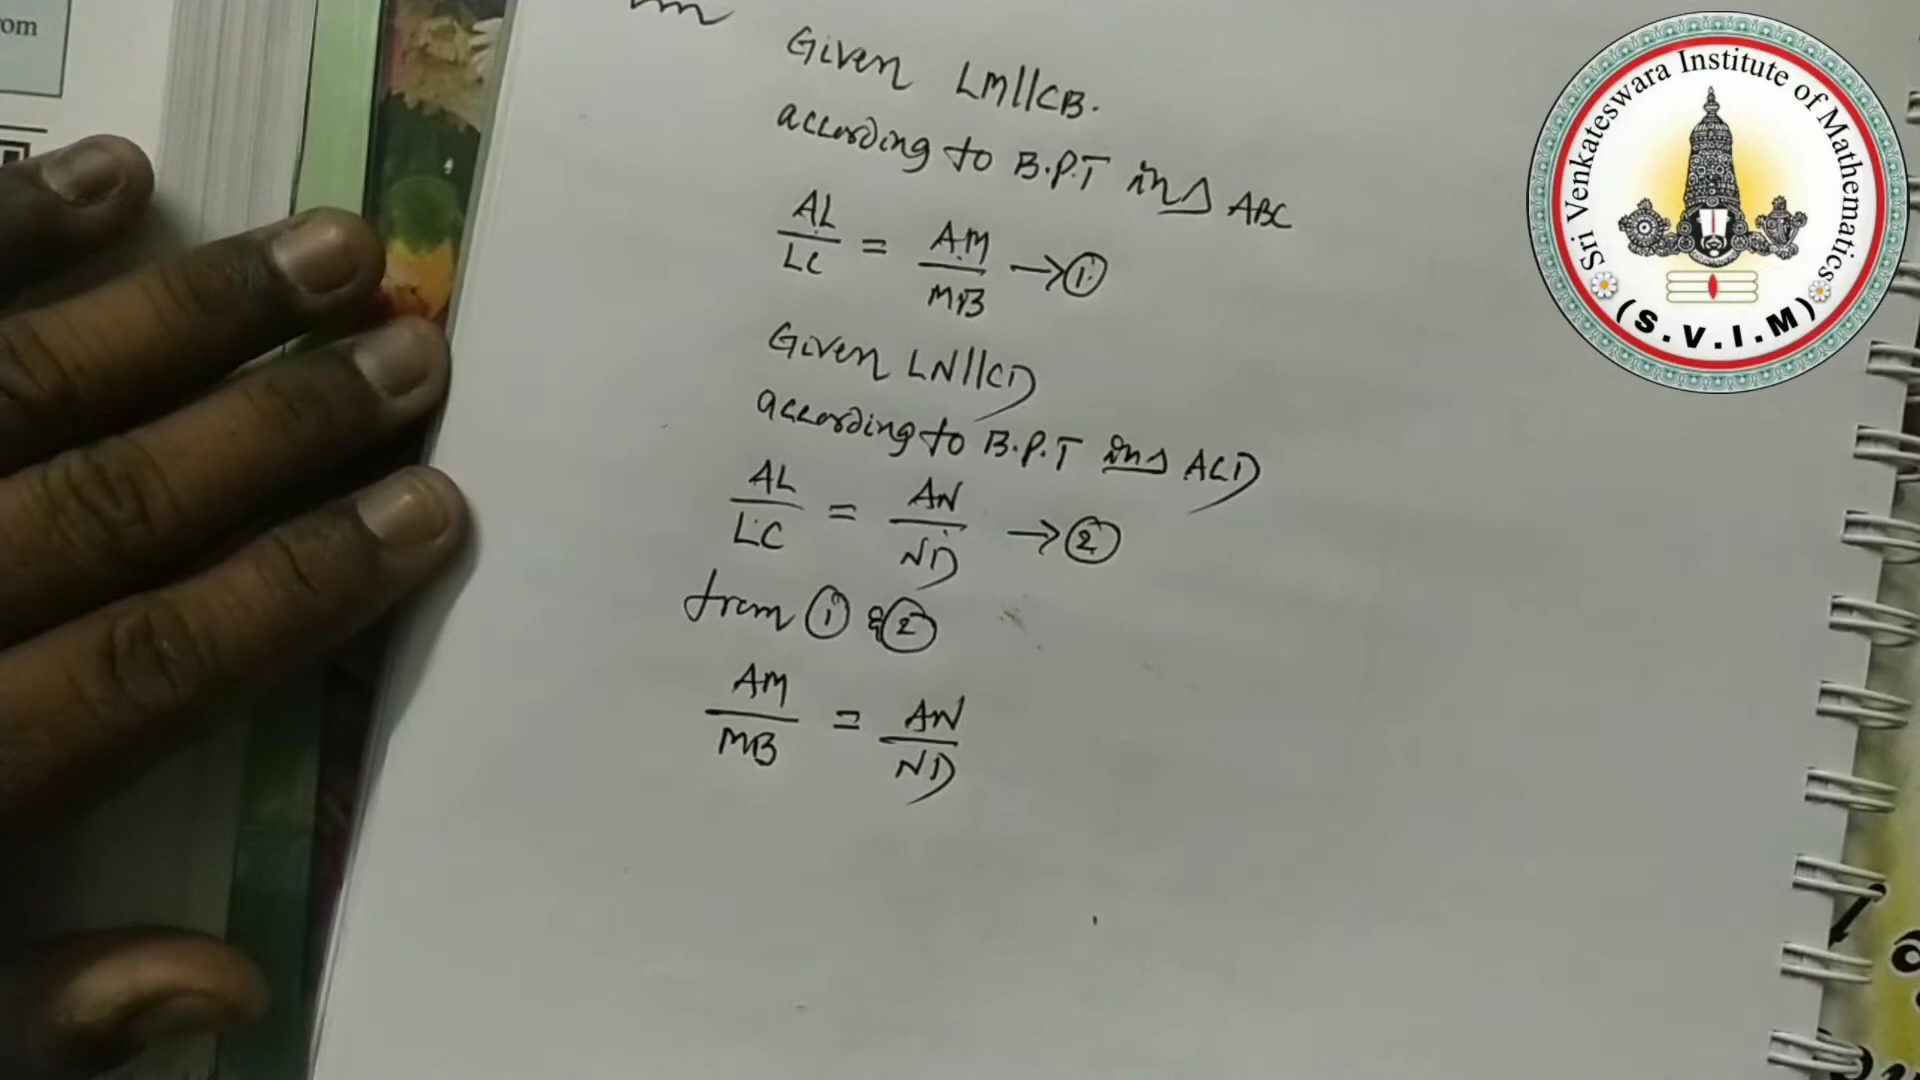 om
Given LM||CB.
according to B.P.T in △ ABC
AL/LC = AM/MB → ①
Given LN||CD
according to B.P.T in △ ACD
AL/LC = AN/ND → ②
from ① & ②
AM/MB = AN/ND
Sri Venkateswara Institute of Mathematics
(S.V.I.M)